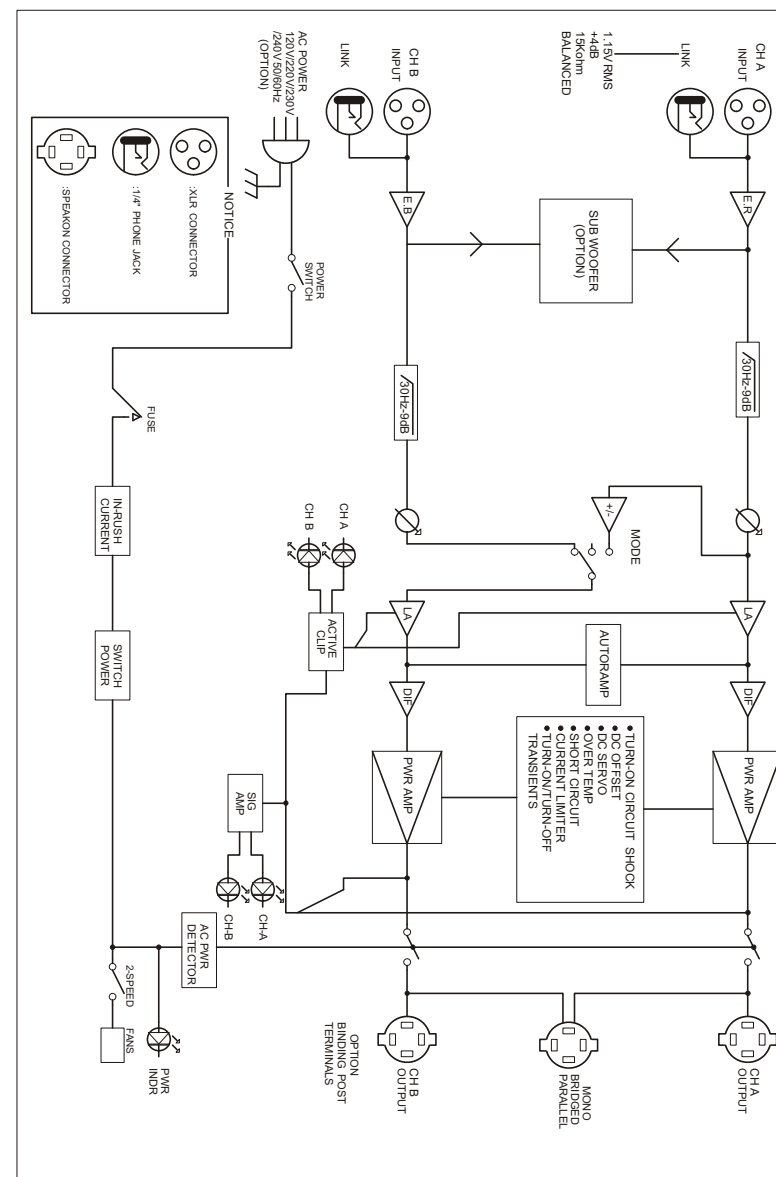 CH A
INPUT
LINK
1.15V RMS
+4dB
15Kohm
BALANCED
CH B
INPUT
LINK
AC POWER
120V/220V/230V
/240V 50/60Hz
(OPTION)
NOTICE
:XLR CONNECTOR
:1/4" PHONE JACK
:SPEAKON CONNECTOR
E.R
E.B
SUB WOOFER
(OPTION)
POWER
SWITCH
30Hz-9dB
30Hz-9dB
FUSE
+/-
MODE
CH A
CH B
IN-RUSH
CURRENT
LA
LA
ACTIVE
CLIP
AUTORAMP
SWITCH
POWER
DIF
DIF
PWR AMP
PWR AMP
• TURN-ON CIRCUIT SHOCK
• DC OFFSET
• DC SERVO
• OVER TEMP
• SHORT CIRCUIT
• CURRENT LIMITER
• TURN-ON/TURN-OFF
TRANSIENTS
SIG
AMP
CH-A
CH-B
AC PWR
DETECTOR
2-SPEED
FANS
PWR
INDR
CH A
OUTPUT
MONO
BRIDGED
PARALLEL
CH B
OUTPUT
OPTION
BINDING POST
TERMINALS